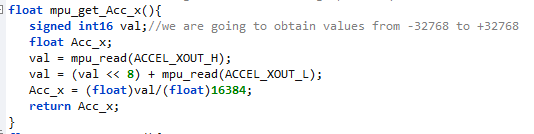 float mpu_get_Acc_x(){
signed int16 val;//we are going to obtain values from -32768 to +32768
float Acc_x;
val = mpu_read(ACCEL_XOUT_H);
val = (val << 8) + mpu_read(ACCEL_XOUT_L);
Acc_x = (float)val/(float)16384;
return Acc_x;
}